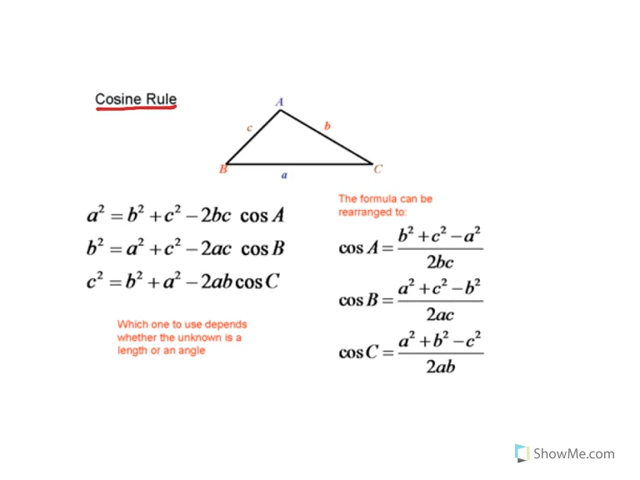 Cosine Rule
A
c
b
B
C
a
a² = b² + c² − 2bc cos A
b² = a² + c² − 2ac cos B
c² = b² + a² − 2ab cos C
Which one to use depends
whether the unknown is a
length or an angle
The formula can be
rearranged to:
cos A = (b² + c² − a²) / 2bc
cos B = (a² + c² − b²) / 2ac
cos C = (a² + b² − c²) / 2ab
ShowMe.com